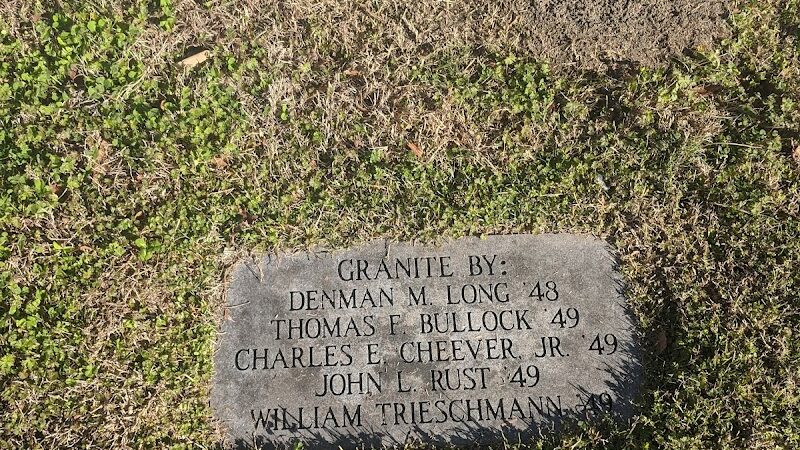 GRANITE BY:
DENMAN M. LONG '48
THOMAS F. BULLOCK '49
CHARLES E. CHEEVER, JR. '49
JOHN L. RUST '49
WILLIAM TRIESCHMANN '49